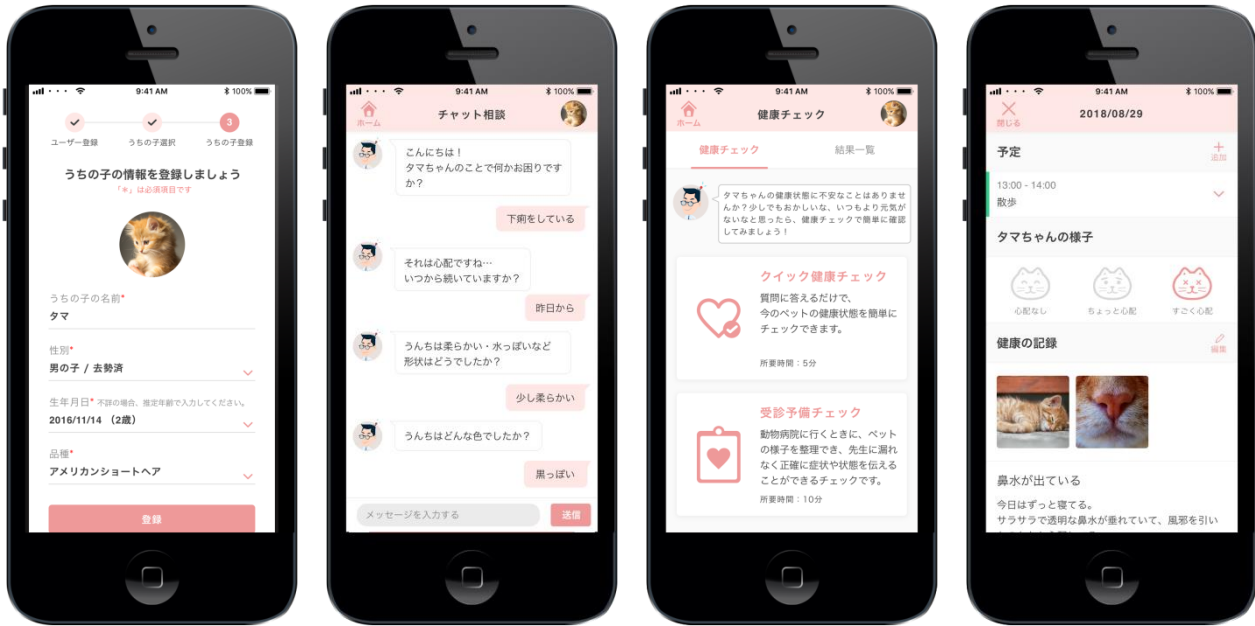 9:41 AM
100%
3
ユーザー登録
うちの子選択
うちの子登録
うちの子の情報を登録しましょう
「＊」は必須項目です
うちの子の名前*
タマ
性別*
男の子 / 去勢済
生年月日* 不詳の場合、推定年齢で入力してください。
2016/11/14 （2歳）
品種*
アメリカンショートヘア
登録
9:41 AM
100%
ホーム
チャット相談
こんにちは！
タマちゃんのことで何かお困りです
か？
下痢をしている
それは心配ですね…
いつから続いていますか？
昨日から
うんちは柔らかい・水っぽいなど
形状はどうでしたか？
少し柔らかい
うんちはどんな色でしたか？
黒っぽい
メッセージを入力する
送信
9:41 AM
100%
ホーム
健康チェック
健康チェック
結果一覧
タマちゃんの健康状態に不安なことはありませ
んか？少しでもおかしいな、いつもより元気が
ないなと思ったら、健康チェックで簡単に確認
してみましょう！
クイック健康チェック
質問に答えるだけで、
今のペットの健康状態を簡単に
チェックできます。
所要時間：5分
受診予備チェック
動物病院に行くときに、ペット
の様子を整理でき、先生に漏れ
なく正確に症状や状態を伝える
ことができるチェックです。
所要時間：10分
9:41 AM
100%
閉じる
2018/08/29
予定
追加
13:00 - 14:00
散歩
タマちゃんの様子
心配なし
ちょっと心配
すごく心配
健康の記録
編集
鼻水が出ている
今日はずっと寝てる。
サラサラで透明な鼻水が垂れていて、風邪を引い